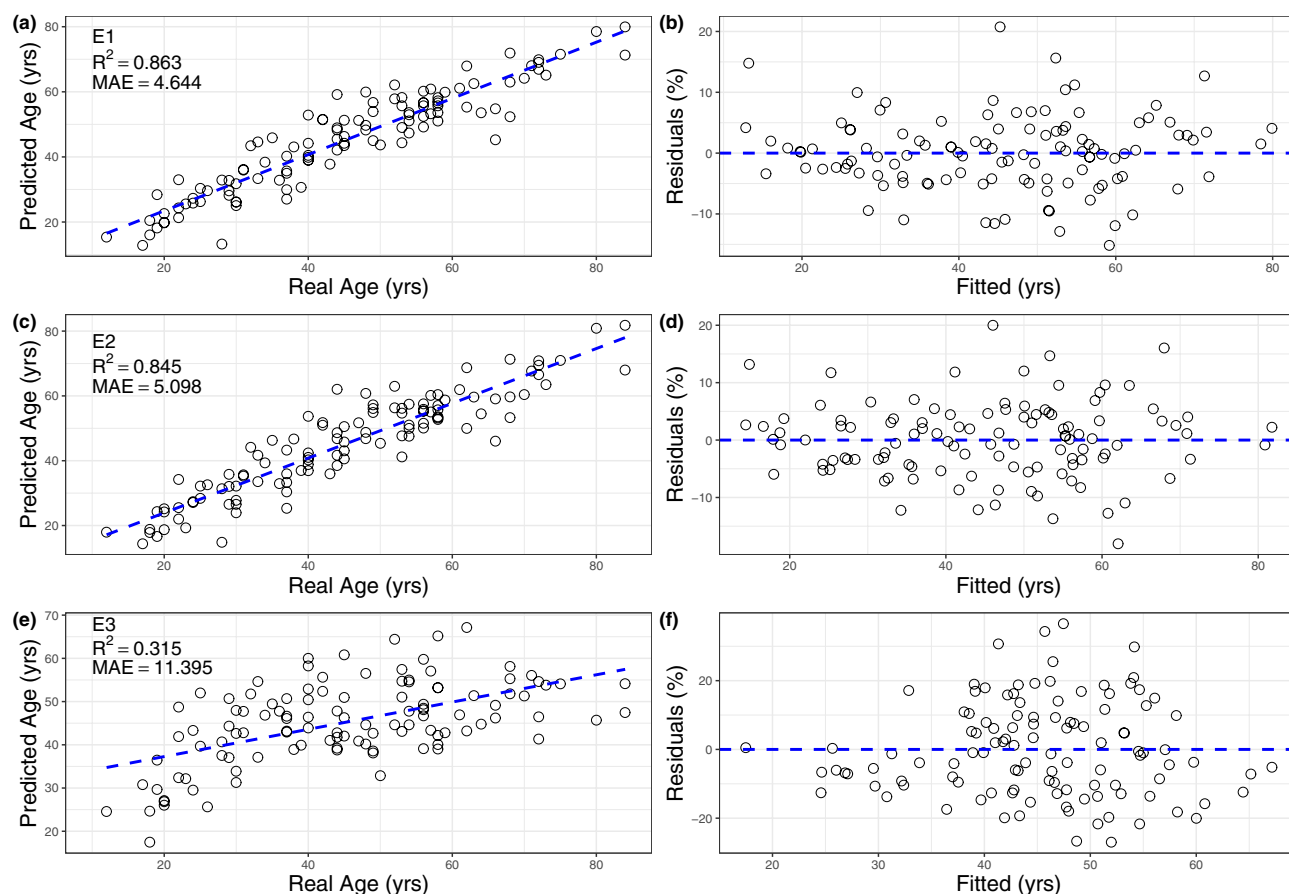 (a)
E1
R² = 0.863
MAE = 4.644
Predicted Age (yrs)
80
60
40
20
20 40 60 80
Real Age (yrs)
(b)
Residuals (%)
20
10
0
−10
20 40 60 80
Fitted (yrs)
(c)
E2
R² = 0.845
MAE = 5.098
Predicted Age (yrs)
80
60
40
20
20 40 60 80
Real Age (yrs)
(d)
Residuals (%)
20
10
0
−10
20 40 60 80
Fitted (yrs)
(e)
E3
R² = 0.315
MAE = 11.395
Predicted Age (yrs)
70
60
50
40
30
20
20 40 60 80
Real Age (yrs)
(f)
Residuals (%)
20
0
−20
20 30 40 50 60
Fitted (yrs)